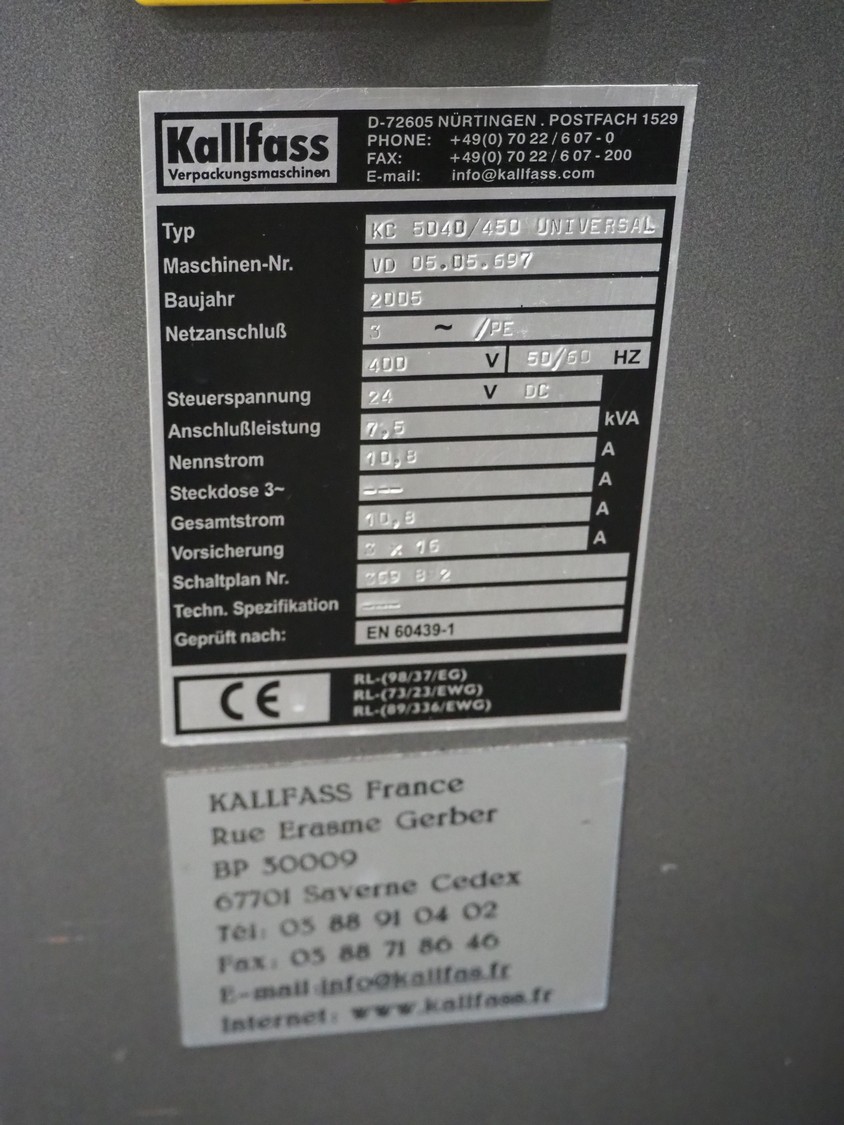 Kallfass
Verpackungsmaschinen
D-72605 NÜRTINGEN . POSTFACH 1529
PHONE: +49(0) 70 22 / 6 07 - 0
FAX: +49(0) 70 22 / 6 07 - 200
E-mail: info@kallfass.com
Typ KC 5040/450 UNIVERSAL
Maschinen-Nr. VD 05.05.697
Baujahr 2005
Netzanschluß 3 ~ /PE
400 V 50/60 HZ
Steuerspannung 24 V DC
Anschlußleistung 7,5 kVA
Nennstrom 10,8 A
Steckdose 3~ --- A
Gesamtstrom 10,8 A
Vorsicherung 3 x 16 A
Schaltplan Nr.
Techn. Spezifikation ---
Geprüft nach: EN 60439-1
CE
RL-(98/37/EG)
RL-(73/23/EWG)
RL-(89/336/EWG)
KALLFASS France
Rue Erasme Gerber
BP 30009
67701 Saverne Cedex
Tél: 03 88 91 04 02
Fax: 03 88 71 86 46
E-mail:info@kallfas.fr
Internet: www.kallfass.fr